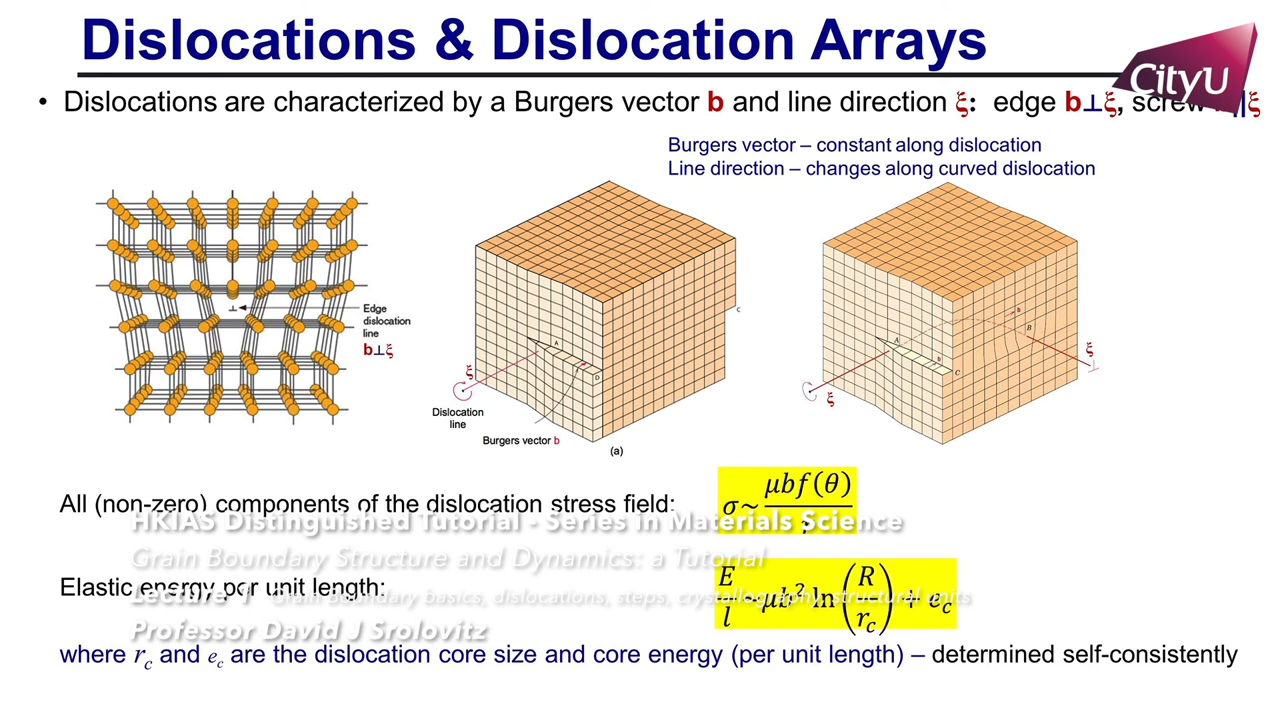 Dislocations & Dislocation Arrays
CityU
• Dislocations are characterized by a Burgers vector b and line direction ξ: edge b⊥ξ, screw ||ξ
Burgers vector – constant along dislocation
Line direction – changes along curved dislocation
Edge
dislocation
line
b⊥ξ
A
D
C
ξ
Dislocation
line
Burgers vector b
(a)
A
B
B
C
ξ
ξ
All (non-zero) components of the dislocation stress field:
σ~ μbf(θ)
HKIAS Distinguished Tutorial - Series in Materials Science
Grain Boundary Structure and Dynamics: a Tutorial
Elastic energy per unit length:
E/l ~μb² ln(R/r_c) + e_c
Lecture 1 Grain Boundary basics, dislocations, steps, crystallography, structural units
Professor David J Srolovitz
where r_c and e_c are the dislocation core size and core energy (per unit length) – determined self-consistently